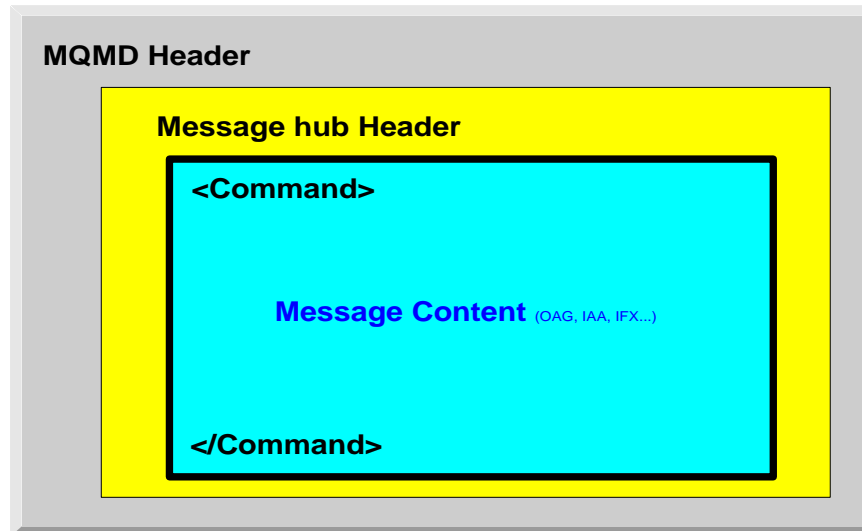 MQMD Header
Message hub Header
<Command>
Message Content (OAG, IAA, IFX...)
</Command>